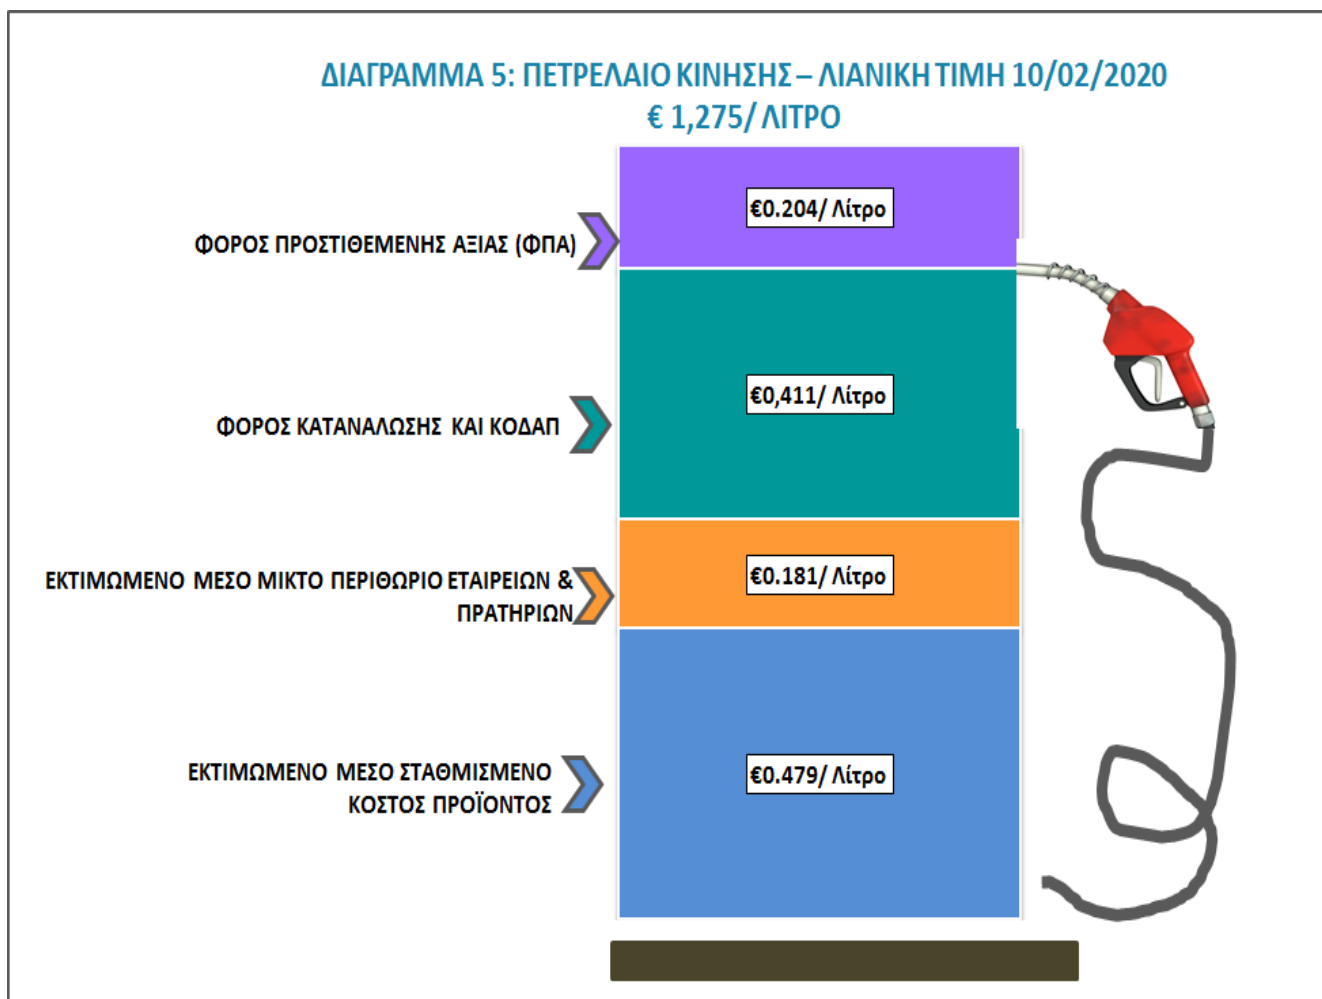 ΔΙΑΓΡΑΜΜΑ 5: ΠΕΤΡΕΛΑΙΟ ΚΙΝΗΣΗΣ – ΛΙΑΝΙΚΗ ΤΙΜΗ 10/02/2020
€ 1,275/ ΛΙΤΡΟ
€0.204/ Λίτρο
ΦΟΡΟΣ ΠΡΟΣΤΙΘΕΜΕΝΗΣ ΑΞΙΑΣ (ΦΠΑ)
€0,411/ Λίτρο
ΦΟΡΟΣ ΚΑΤΑΝΑΛΩΣΗΣ ΚΑΙ ΚΟΔΑΠ
€0.181/ Λίτρο
ΕΚΤΙΜΩΜΕΝΟ ΜΕΣΟ ΜΙΚΤΟ ΠΕΡΙΘΩΡΙΟ ΕΤΑΙΡΕΙΩΝ &
ΠΡΑΤΗΡΙΩΝ
€0.479/ Λίτρο
ΕΚΤΙΜΩΜΕΝΟ ΜΕΣΟ ΣΤΑΘΜΙΣΜΕΝΟ
ΚΟΣΤΟΣ ΠΡΟΪΟΝΤΟΣ